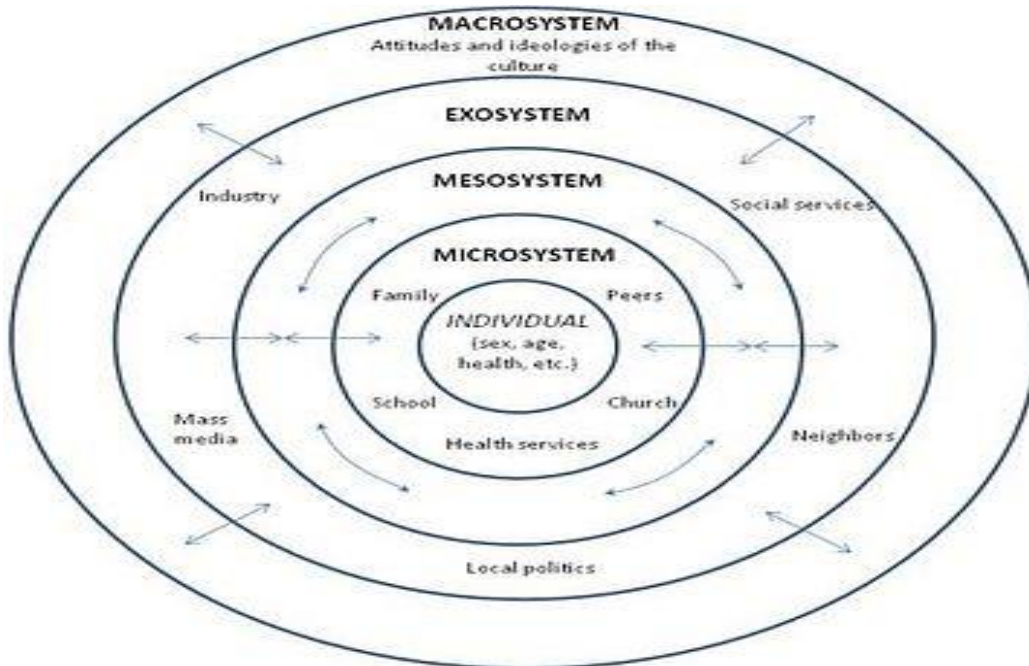 MACROSYSTEM
Attitudes and ideologies of the
culture
EXOSYSTEM
MESOSYSTEM
Industry
Social services
MICROSYSTEM
Family
Peers
INDIVIDUAL
(sex, age,
health, etc.)
School
Church
Mass
media
Health services
Neighbors
Local politics